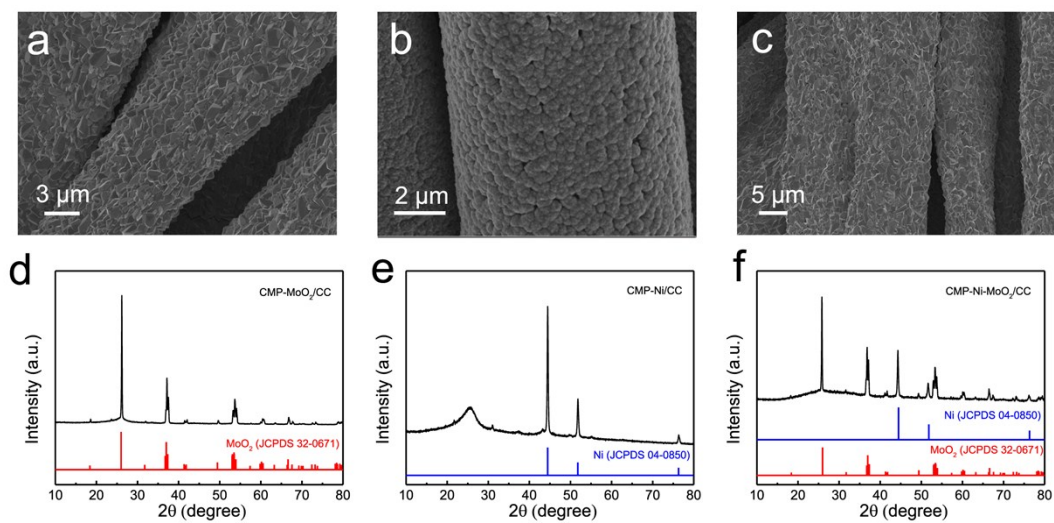 a
b
c
3 μm
2 μm
5 μm
d
e
f
CMP-MoO₂/CC
MoO₂ (JCPDS 32-0671)
Intensity (a.u.)
10 20 30 40 50 60 70 80
2θ (degree)
CMP-Ni/CC
Ni (JCPDS 04-0850)
Intensity (a.u.)
10 20 30 40 50 60 70 80
2θ (degree)
CMP-Ni-MoO₂/CC
Ni (JCPDS 04-0850)
MoO₂ (JCPDS 32-0671)
Intensity (a.u.)
10 20 30 40 50 60 70 80
2θ (degree)